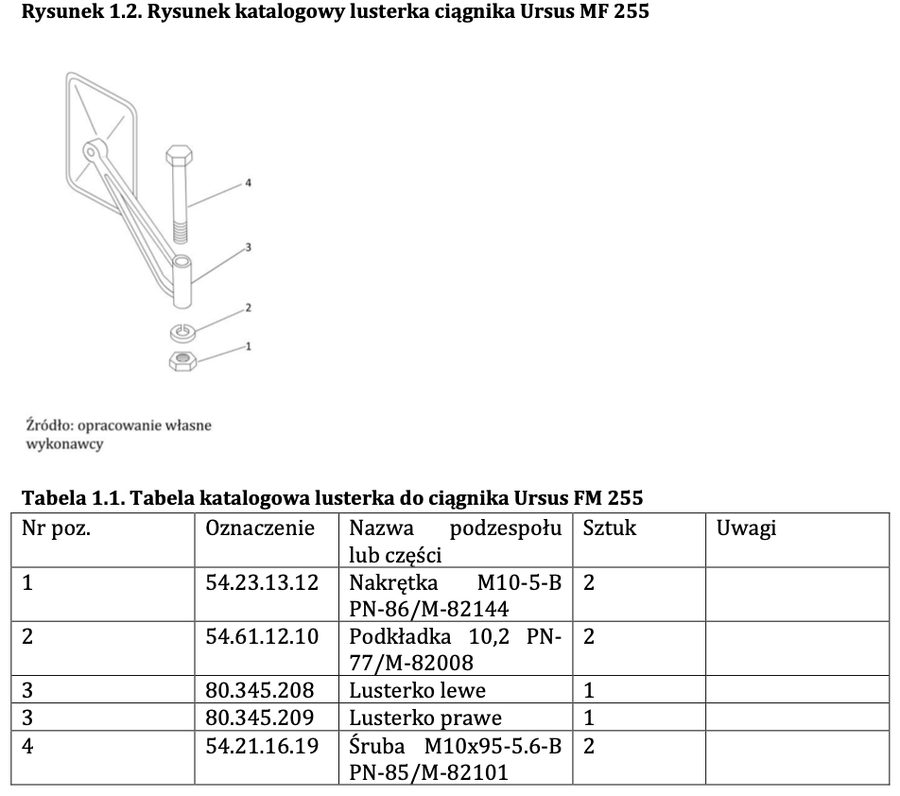 Rysunek 1.2. Rysunek katalogowy lusterka ciągnika Ursus MF 255
4
3
2
1
Źródło: opracowanie własne
wykonawcy
Tabela 1.1. Tabela katalogowa lusterka do ciągnika Ursus FM 255
Nr poz. Oznaczenie Nazwa podzespołu lub części Sztuk Uwagi
1 54.23.13.12 Nakrętka M10-5-B PN-86/M-82144 2
2 54.61.12.10 Podkładka 10,2 PN-77/M-82008 2
3 80.345.208 Lusterko lewe 1
3 80.345.209 Lusterko prawe 1
4 54.21.16.19 Śruba M10x95-5.6-B PN-85/M-82101 2